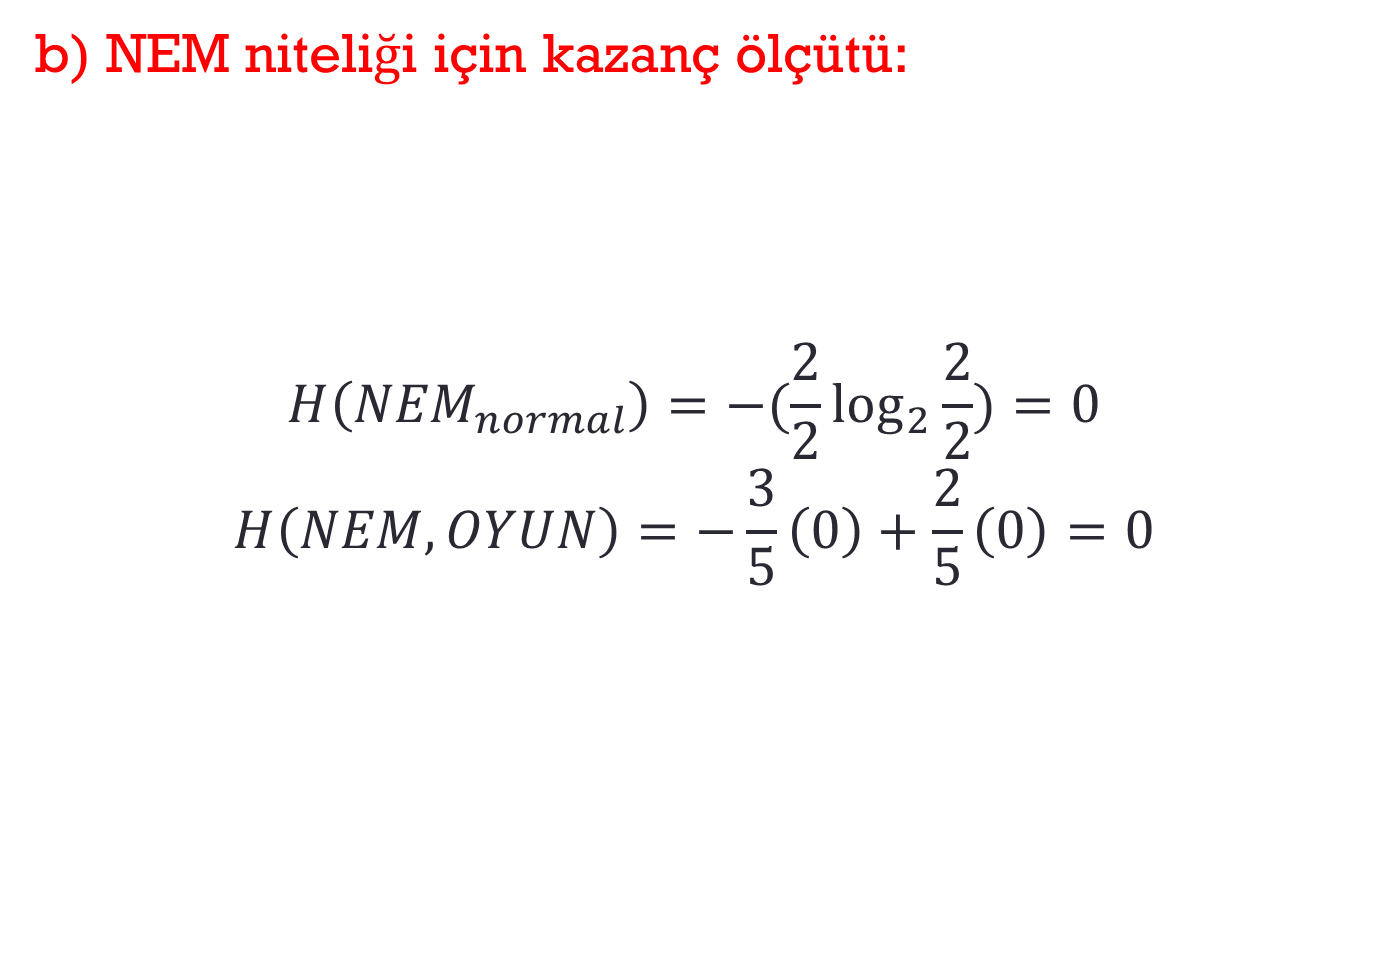 b) NEM niteliği için kazanç ölçütü:
H(NEM_normal) = −(2/2 log_2 2/2) = 0
H(NEM, OYUN) = −3/5 (0) + 2/5 (0) = 0